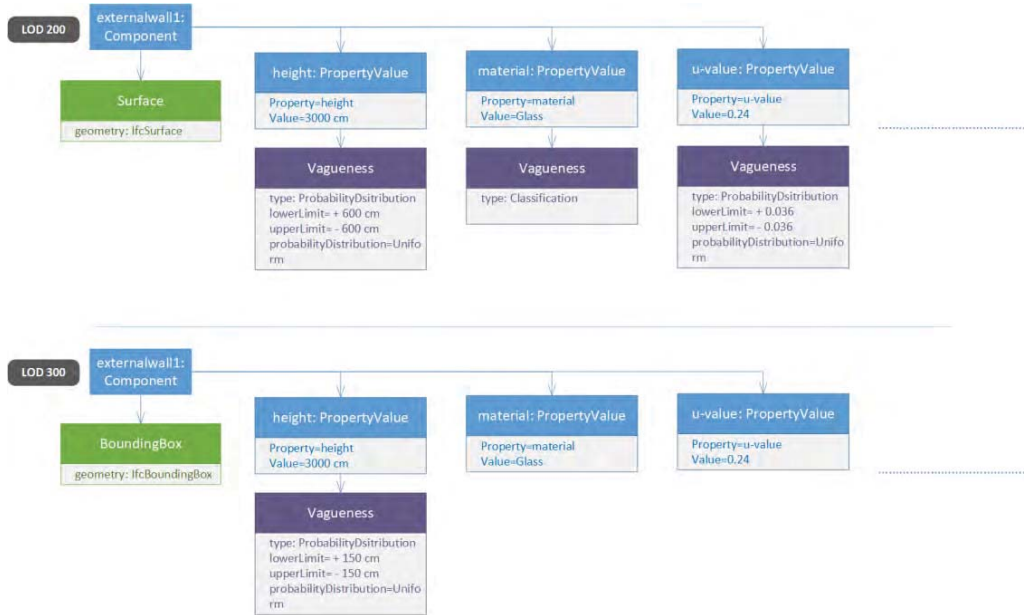 LOD 200
externalwall1:
Component
Surface
geometry: IfcSurface
height: PropertyValue
Property=height
Value=3000 cm
Vagueness
type: ProbabilityDsitribution
lowerLimit= + 600 cm
upperLimit= - 600 cm
probabilityDistribution=Unifo
rm
material: PropertyValue
Property=material
Value=Glass
Vagueness
type: Classification
u-value: PropertyValue
Property=u-value
Value=0.24
Vagueness
type: ProbabilityDsitribution
lowerLimit= + 0.036
upperLimit= - 0.036
probabilityDistribution=Unifo
rm
LOD 300
externalwall1:
Component
BoundingBox
geometry: IfcBoundingBox
height: PropertyValue
Property=height
Value=3000 cm
Vagueness
type: ProbabilityDsitribution
lowerLimit= + 150 cm
upperLimit= - 150 cm
probabilityDistribution=Unifo
rm
material: PropertyValue
Property=material
Value=Glass
u-value: PropertyValue
Property=u-value
Value=0.24